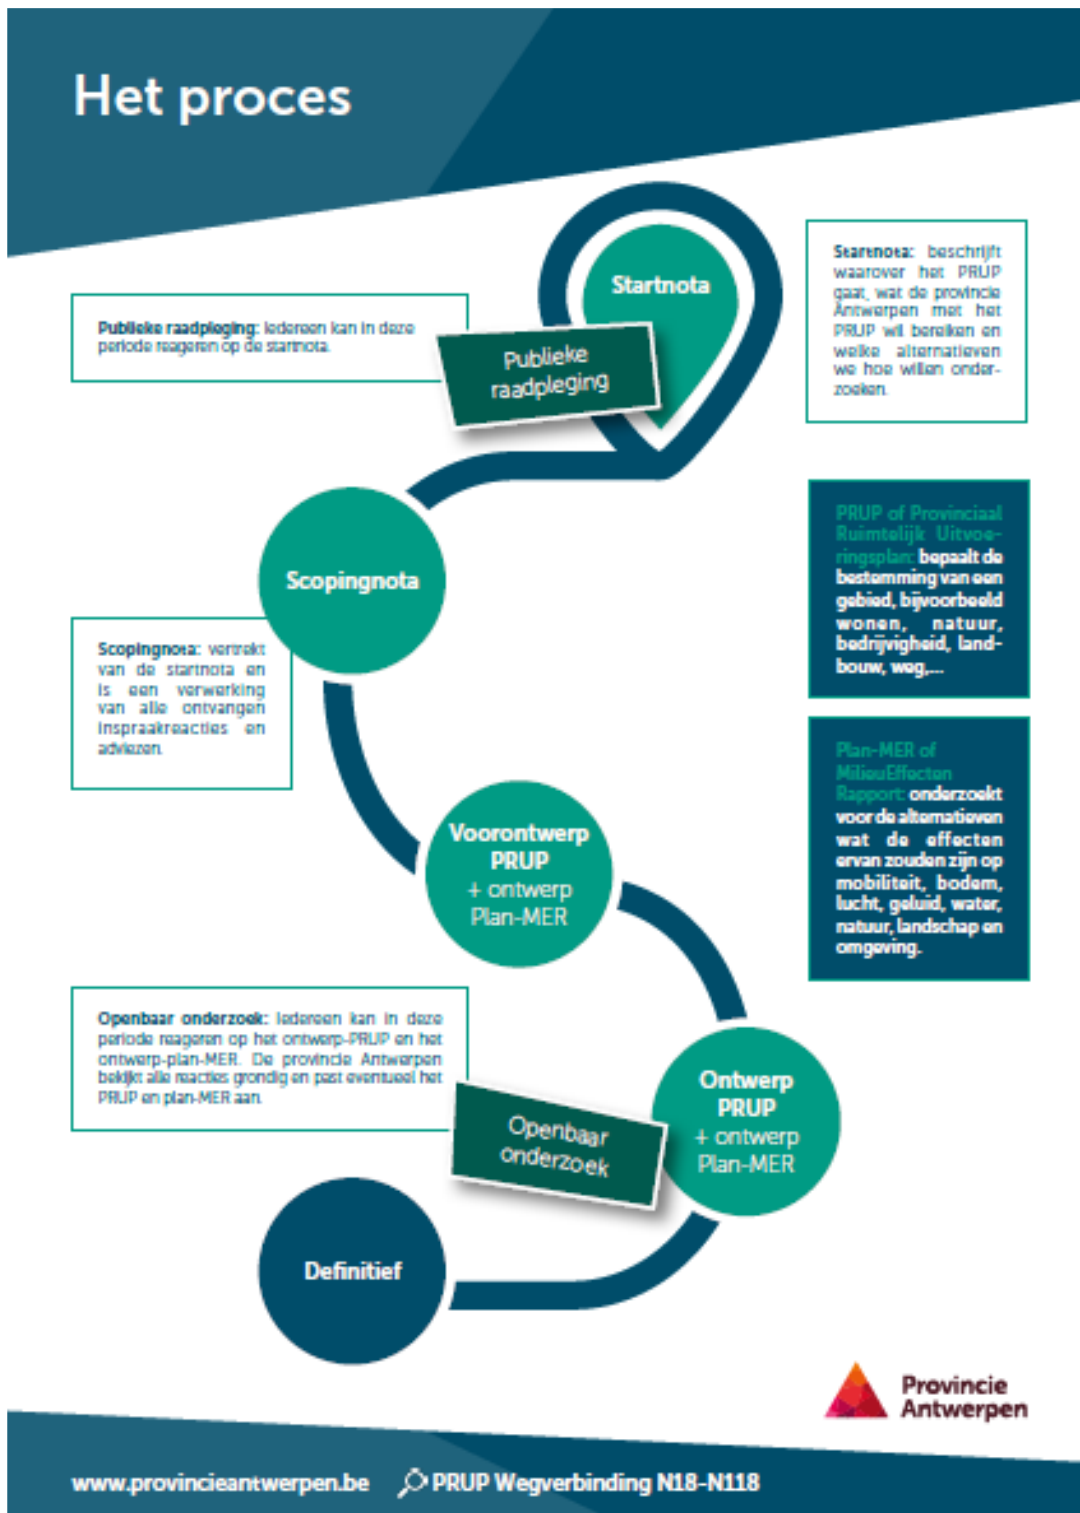 Het proces
Startnota
Startnota: beschrijft
waarover het PRUP
gaat, wat de provincie
Antwerpen met het
PRUP wil bereiken en
welke alternatieven
we hoe willen onder-
zoeken.
Publieke raadpleging: Iedereen kan in deze
periode reageren op de startnota.
Publieke
raadpleging
PRUP of Provinciaal
Ruimtelijk Uitvoe-
ringsplan: bepaalt de
bestemming van een
gebied, bijvoorbeeld
wonen, natuur,
bedrijvigheid, land-
bouw, weg,...
Scopingnota
Scopingnota: vertrekt
van de startnota en
is een verwerking
van alle ontvangen
inspraakreacties en
adviezen.
Plan-MER of
MilieuEffecten
Rapport: onderzoekt
voor de alternatieven
wat de effecten
ervan zouden zijn op
mobiliteit, bodem,
lucht, geluid, water,
natuur, landschap en
omgeving.
Voorontwerp
PRUP
+ ontwerp
Plan-MER
Openbaar onderzoek: Iedereen kan in deze
periode reageren op het ontwerp-PRUP en het
ontwerp-plan-MER. De provincie Antwerpen
bekijkt alle reacties grondig en past eventueel het
PRUP en plan-MER aan.
Ontwerp
PRUP
+ ontwerp
Plan-MER
Openbaar
onderzoek
Definitief
Provincie
Antwerpen
www.provincieantwerpen.be PRUP Wegverbinding N18-N118